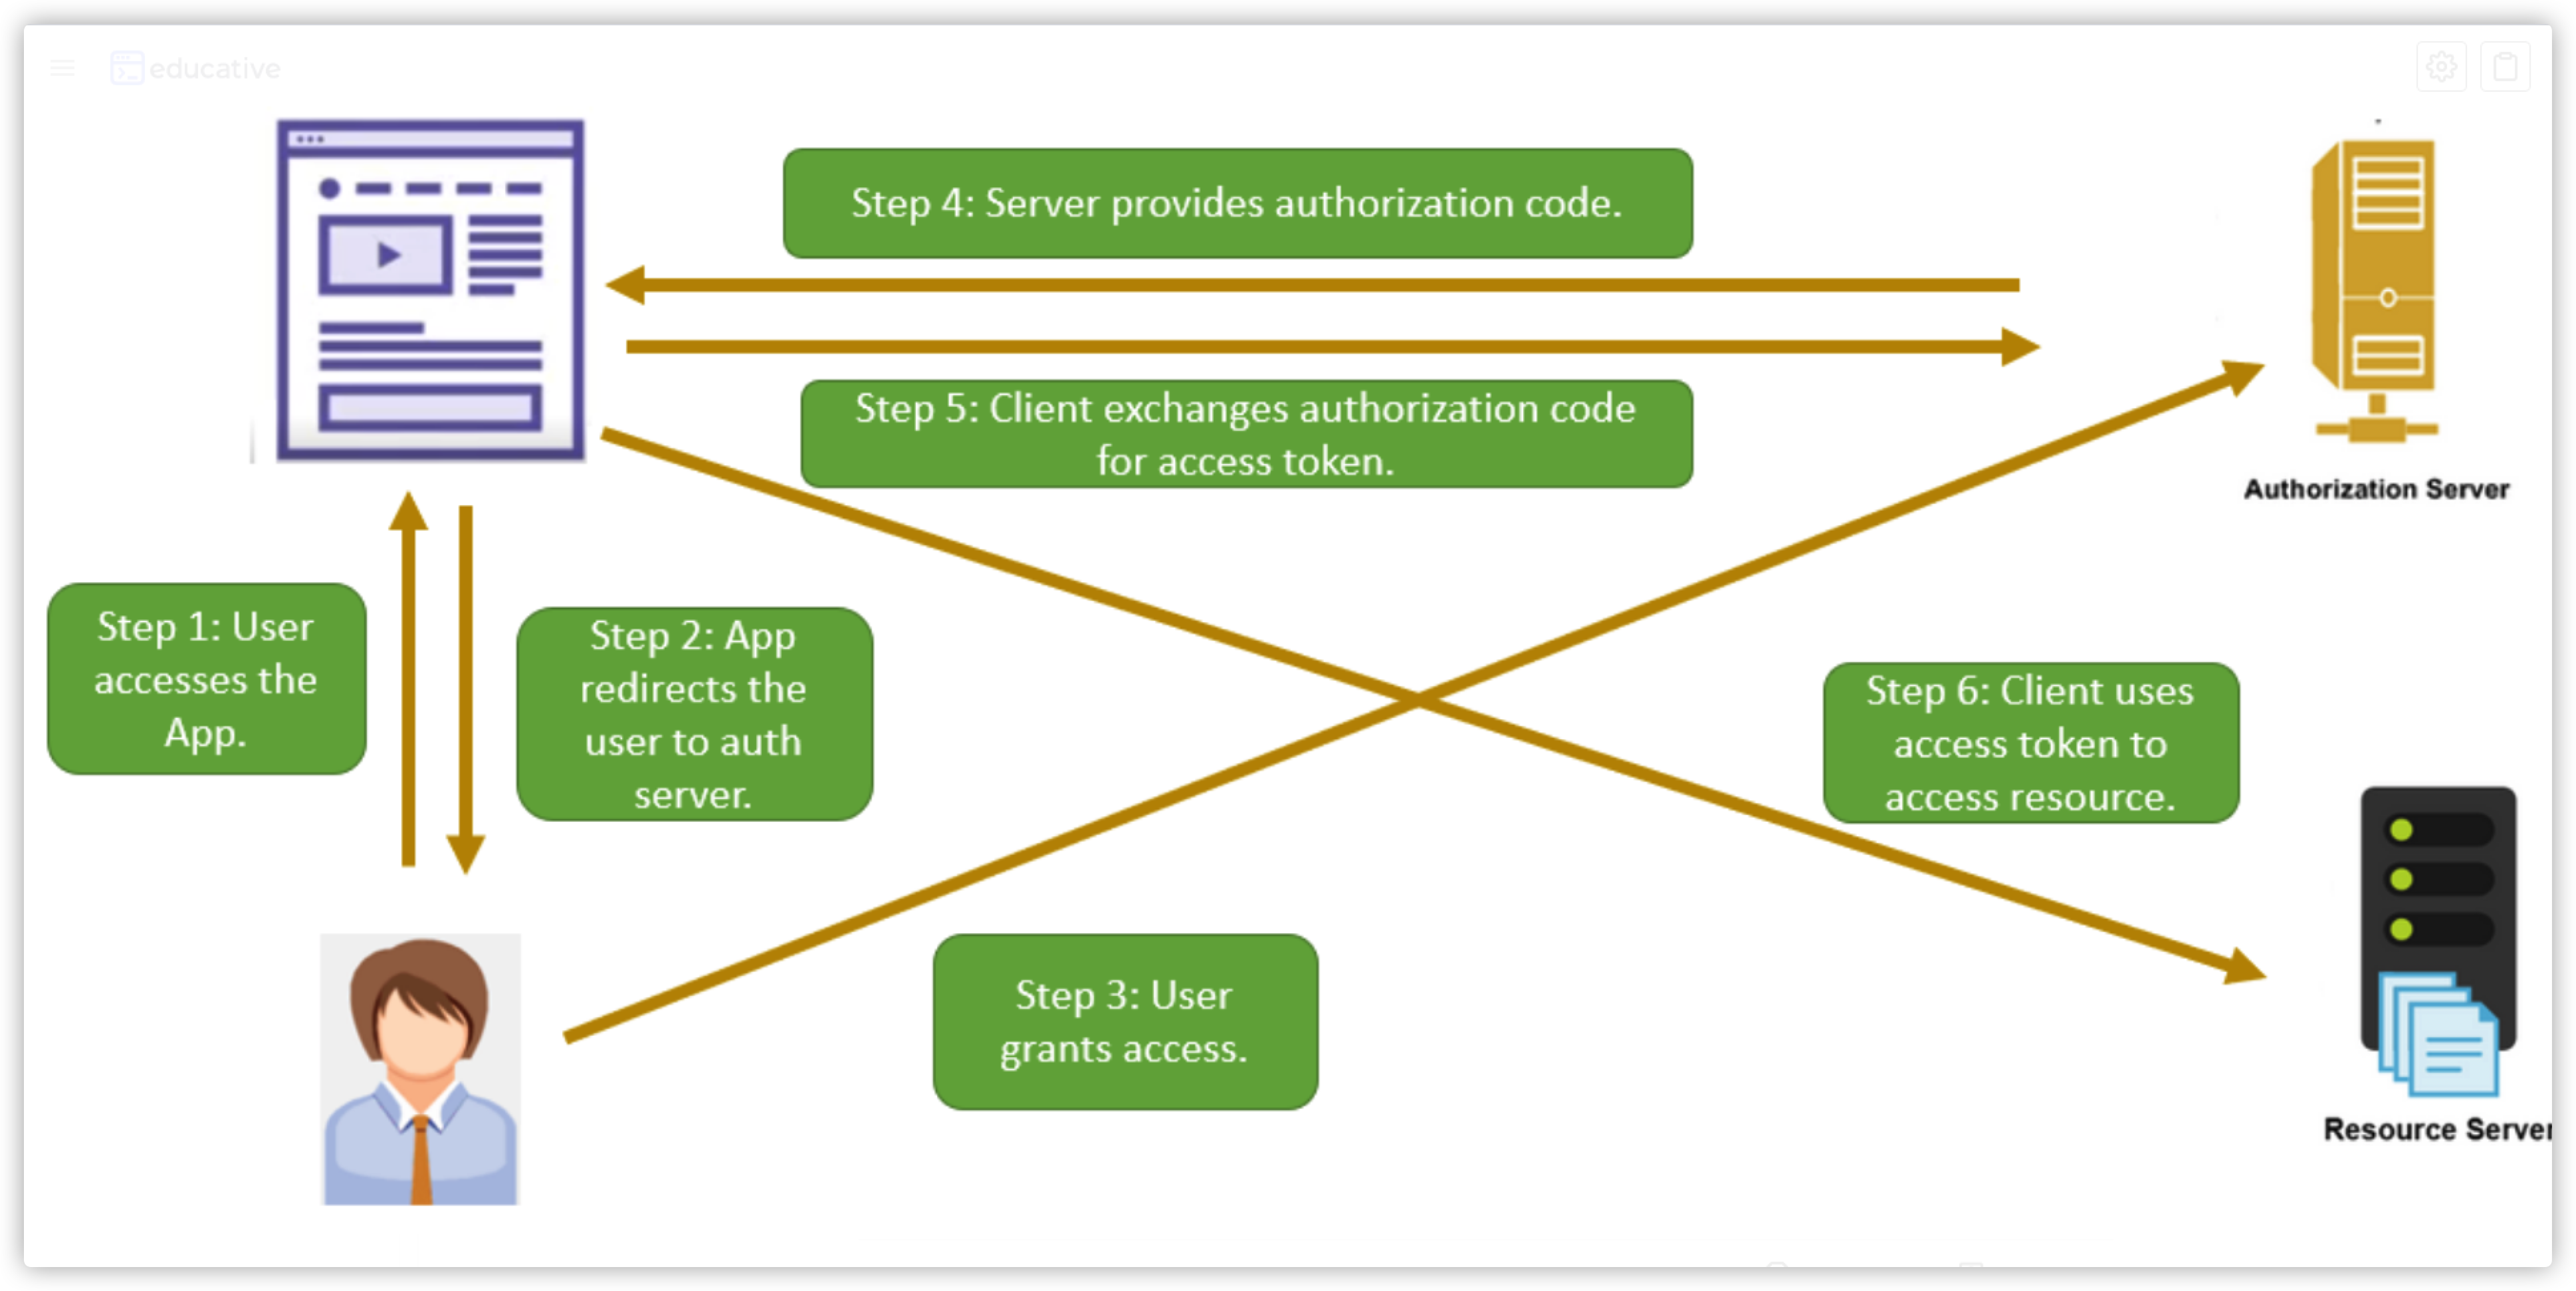 educative
Step 4: Server provides authorization code.
Step 5: Client exchanges authorization code
for access token.
Authorization Server
Step 1: User
accesses the
App.
Step 2: App
redirects the
user to auth
server.
Step 6: Client uses
access token to
access resource.
Step 3: User
grants access.
Resource Server